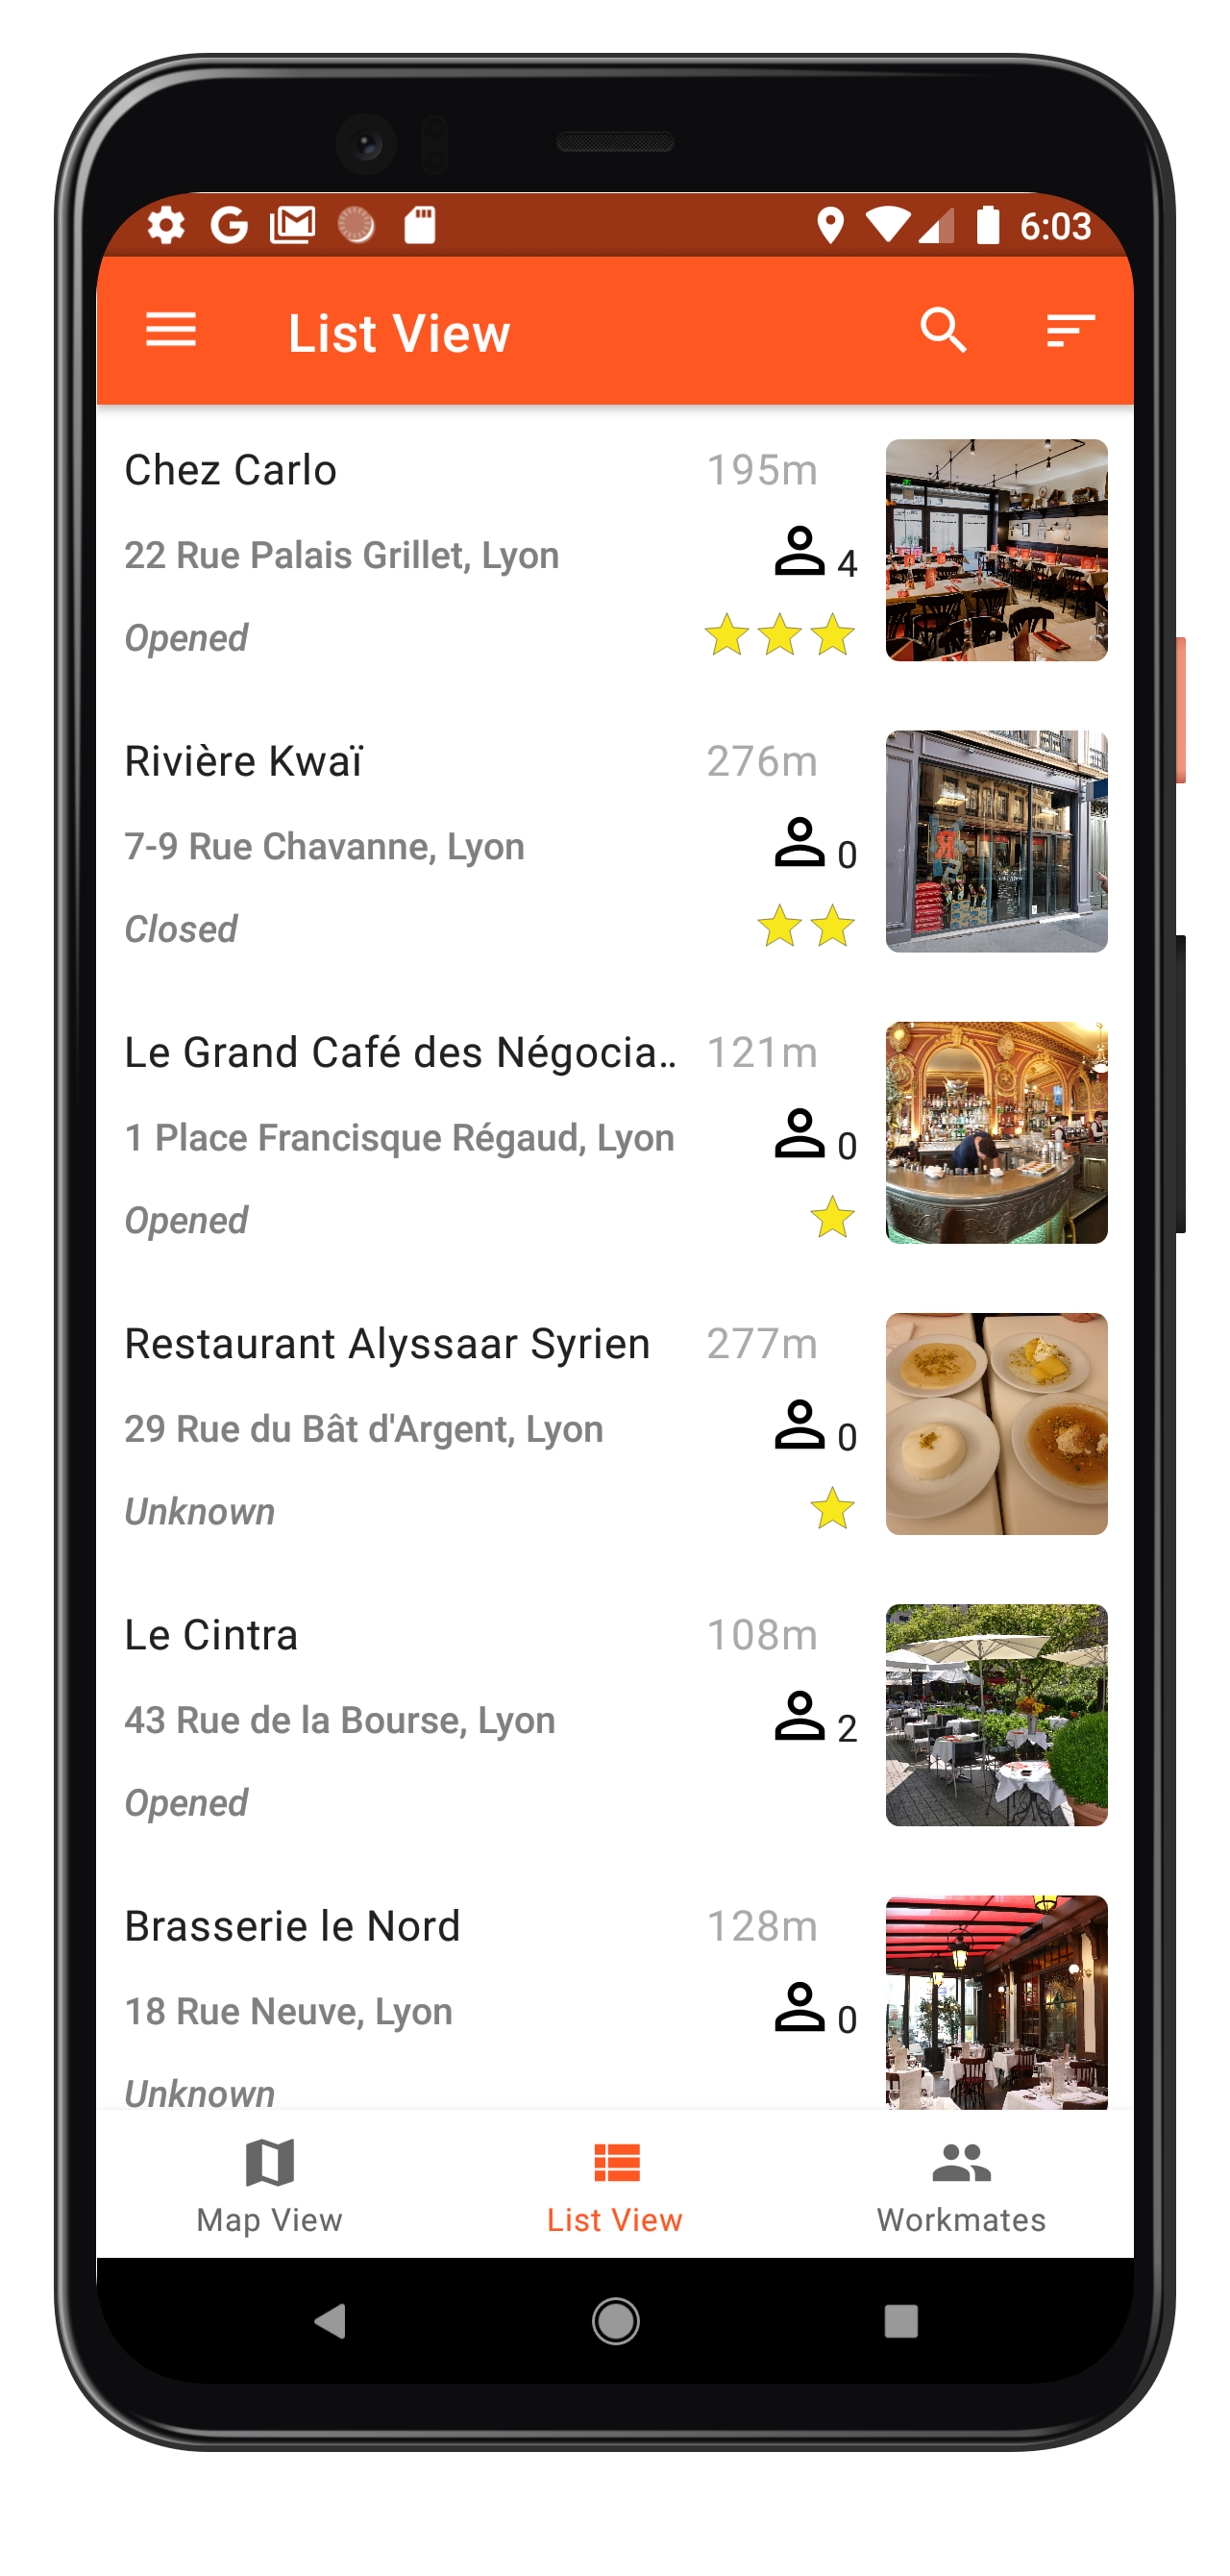 6:03
List View
Chez Carlo 195m
22 Rue Palais Grillet, Lyon 4
Opened
Rivière Kwaï 276m
7-9 Rue Chavanne, Lyon 0
Closed
Le Grand Café des Négocia.. 121m
1 Place Francisque Régaud, Lyon 0
Opened
Restaurant Alyssaar Syrien 277m
29 Rue du Bât d'Argent, Lyon 0
Unknown
Le Cintra 108m
43 Rue de la Bourse, Lyon 2
Opened
Brasserie le Nord 128m
18 Rue Neuve, Lyon 0
Unknown
Map View List View Workmates